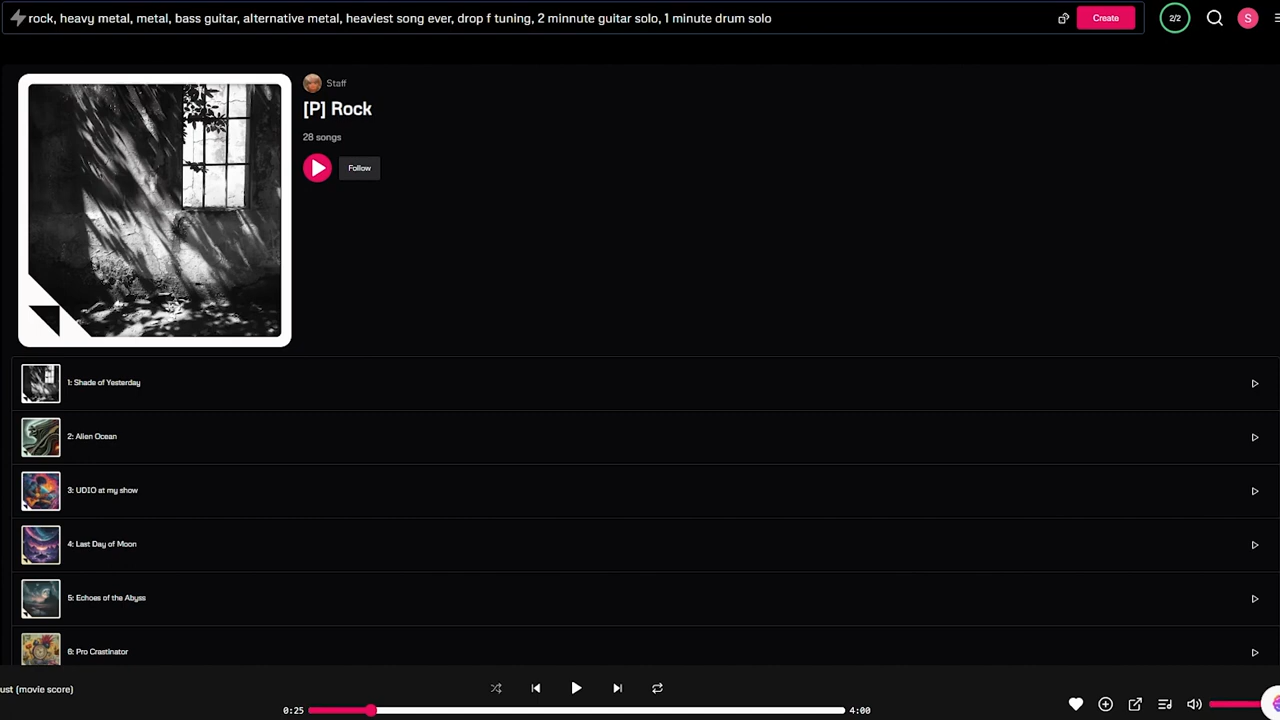 rock, heavy metal, metal, bass guitar, alternative metal, heaviest song ever, drop f tuning, 2 minnute guitar solo, 1 minute drum solo
Create
2/2
S
Staff
[P] Rock
28 songs
Follow
1: Shade of Yesterday
2: Alien Ocean
3: UDIO at my show
4: Last Day of Moon
5: Echoes of the Abyss
6: Pro Crastinator
ust (movie score)
0:25
4:00